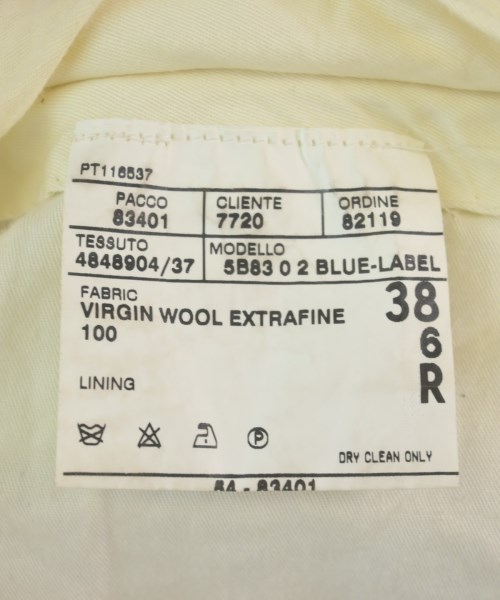 PT116537
PACCO CLIENTE ORDINE
83401 7720 82119
TESSUTO MODELLO
4848904/37 5B83 0 2 BLUE-LABEL
FABRIC 38
VIRGIN WOOL EXTRAFINE
100 6
LINING R
P
DRY CLEAN ONLY
54 - 83401